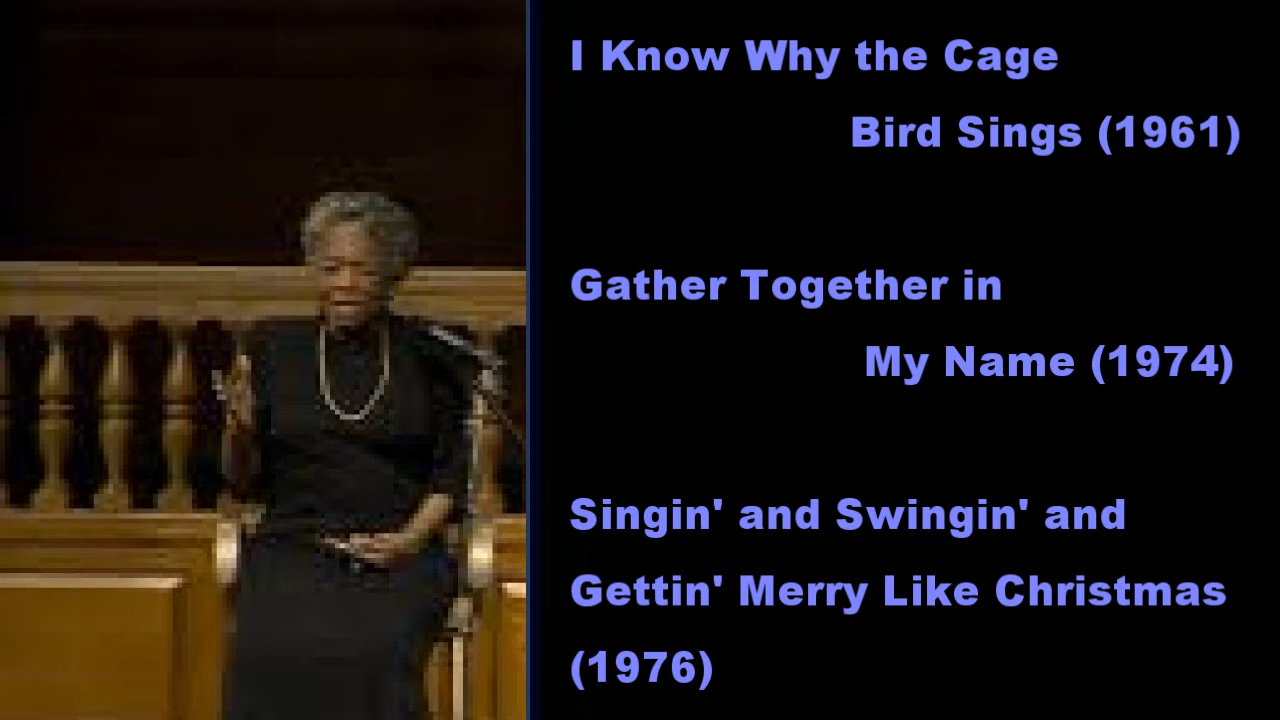 I Know Why the Cage
Bird Sings (1961)
Gather Together in
My Name (1974)
Singin' and Swingin' and
Gettin' Merry Like Christmas
(1976)